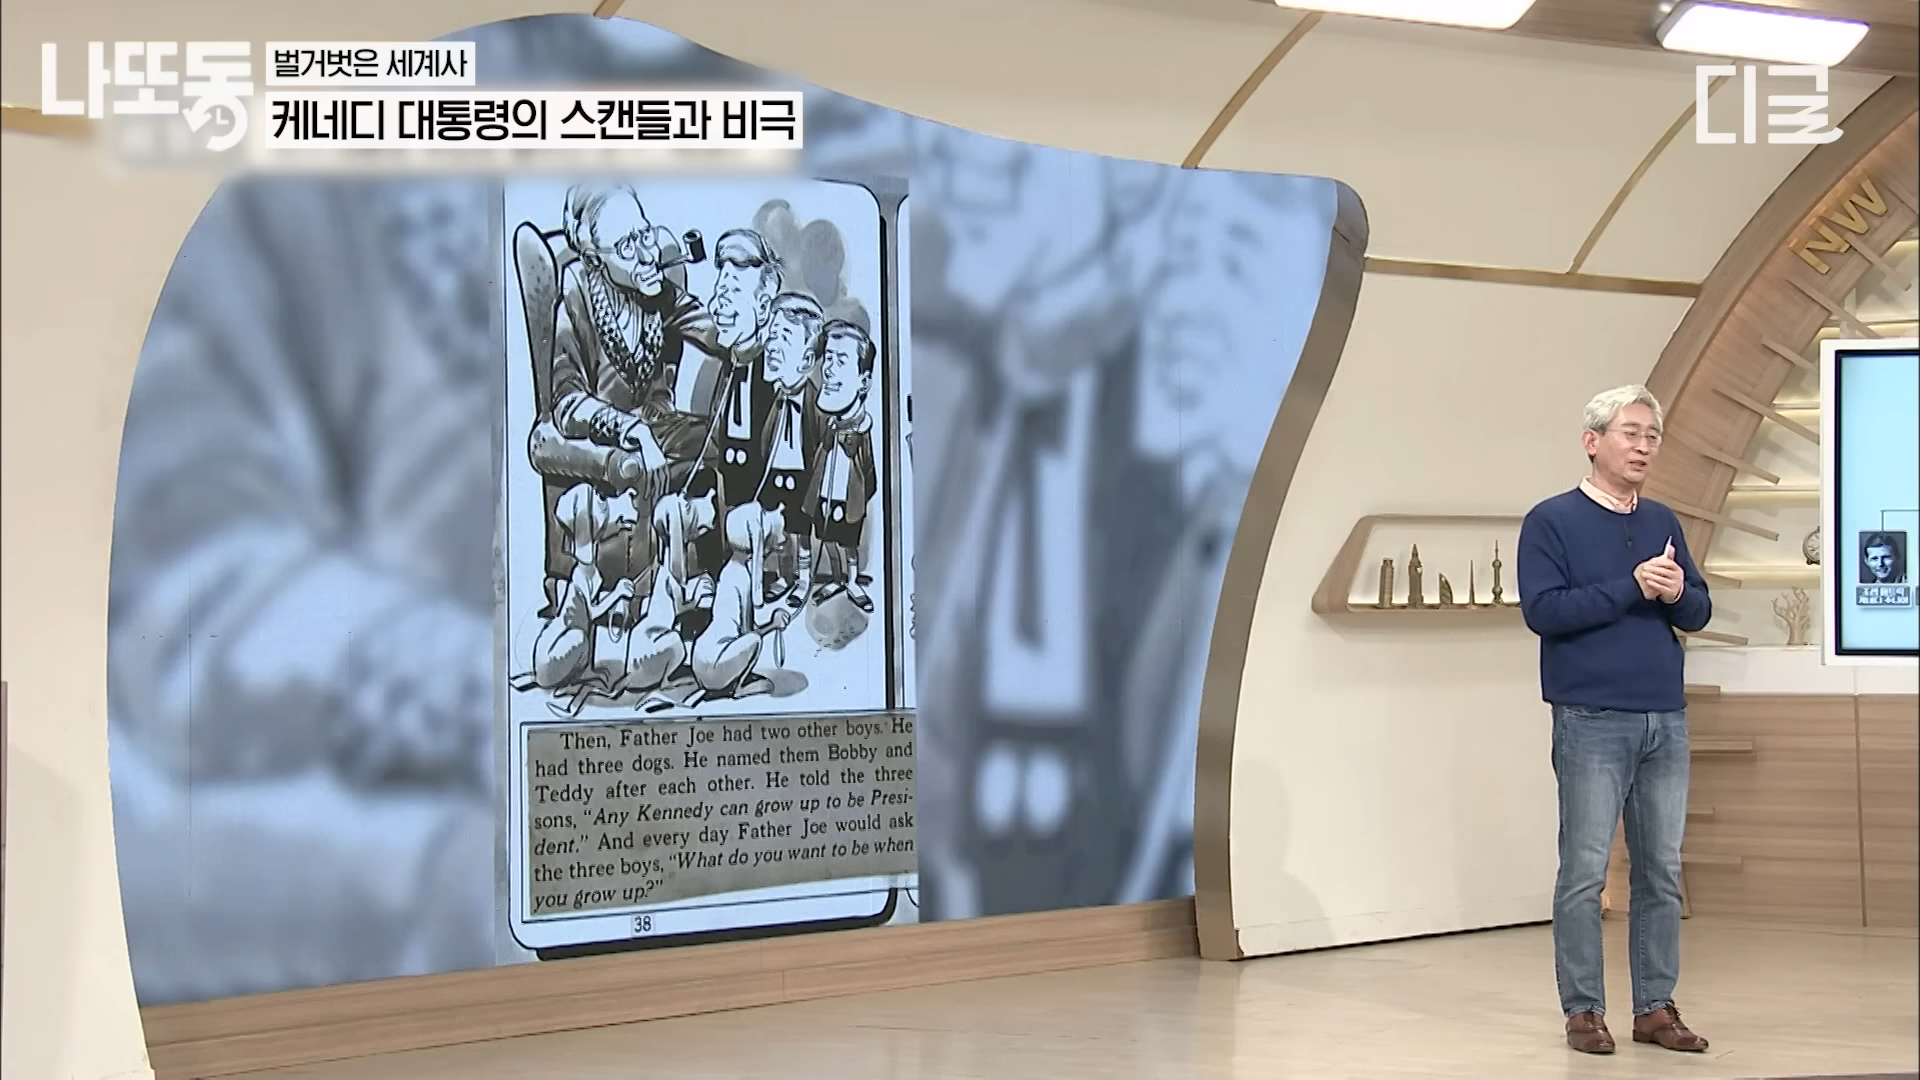 나또동
벌거벗은 세계사
케네디 대통령의 스캔들과 비극
디글
NW
Then, Father Joe had two other boys. He
had three dogs. He named them Bobby and
Teddy after each other. He told the three
sons, "Any Kennedy can grow up to be Presi-
dent." And every day Father Joe would ask
the three boys, "What do you want to be when
you grow up?"
38